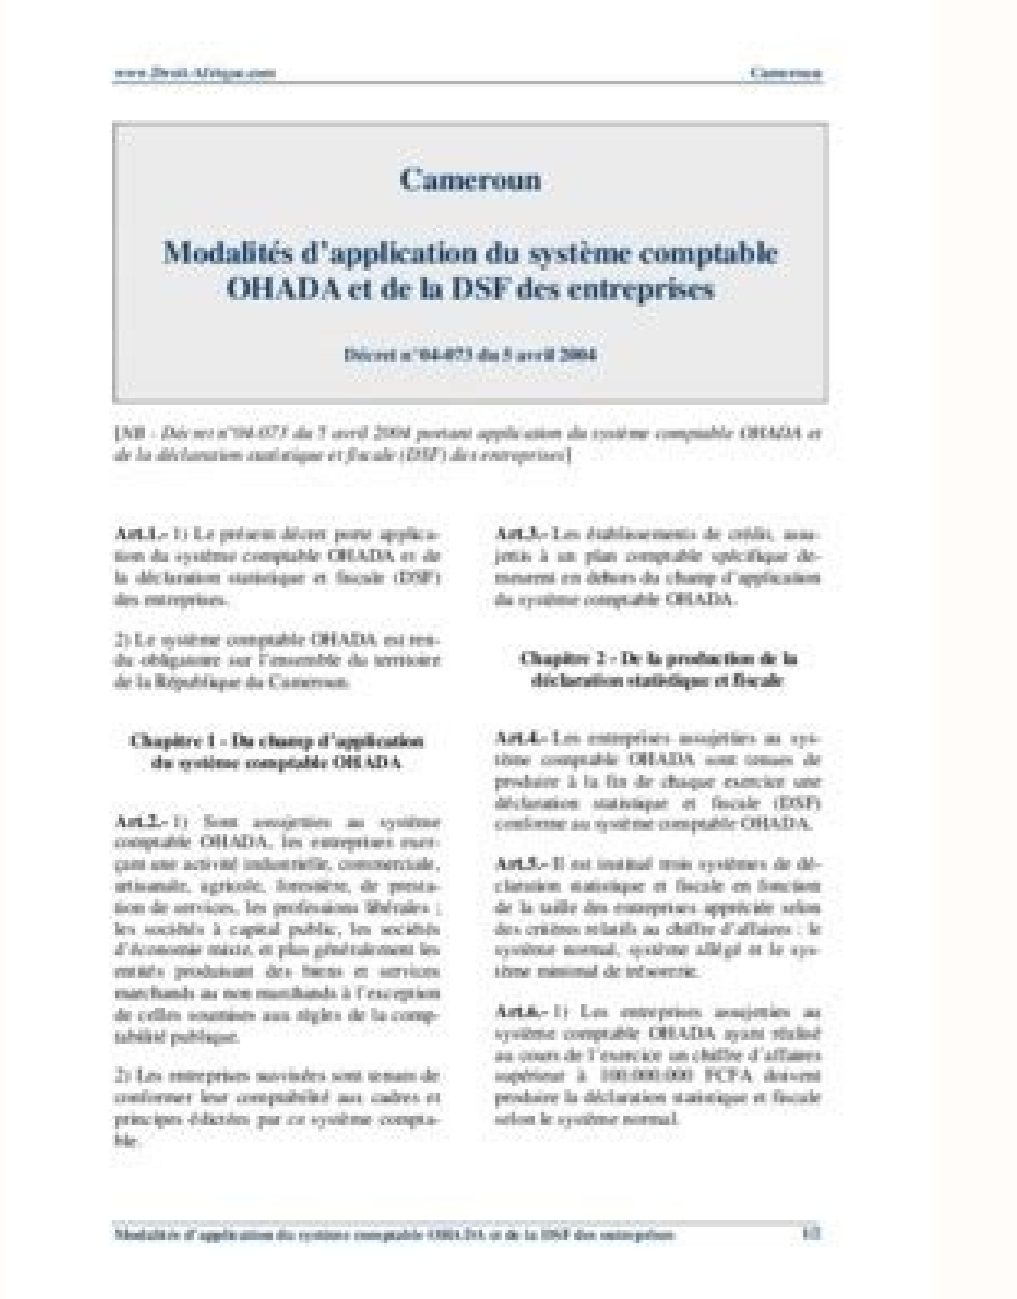 www.Droit-Afrique.com
Cameroun
Cameroun
Modalités d'application du système comptable
OHADA et de la DSF des entreprises
Décret n°04-073 du 5 avril 2004
[NB - Décret n°04-073 du 5 avril 2004 portant application du système comptable OHADA et
de la déclaration statistique et fiscale (DSF) des entreprises]
Art.1.- 1) Le présent décret porte applica-
tion du système comptable OHADA et de
la déclaration statistique et fiscale (DSF)
des entreprises.
2) Le système comptable OHADA est ren-
du obligatoire sur l'ensemble du territoire
de la République du Cameroun.
Chapitre 1 - Du champ d'application
du système comptable OHADA
Art.2.- 1) Sont assujetties au système
comptable OHADA, les entreprises exer-
çant une activité industrielle, commerciale,
artisanale, agricole, forestière, de presta-
tion de services, les professions libérales ;
les sociétés à capital public, les sociétés
d'économie mixte, et plus généralement les
entités produisant des biens et services
marchands au non marchands à l'exception
de celles soumises aux règles de la comp-
tabilité publique.
2) Les entreprises susvisées sont tenues de
conformer leur comptabilité aux cadres et
principes édictées par ce système compta-
ble.
Art.3.- Les établissements de crédit, assu-
jettis à un plan comptable spécifique de-
meurent en dehors du champ d'application
du système comptable OHADA.
Chapitre 2 - De la production de la
déclaration statistique et fiscale
Art.4.- Les entreprises assujetties au sys-
tème comptable OHADA sont tenues de
produire à la fin de chaque exercice une
déclaration statistique et fiscale (DSF)
conforme au système comptable OHADA.
Art.5.- Il est institué trois systèmes de dé-
claration statistique et fiscale en fonction
de la taille des entreprises appréciée selon
des critères relatifs au chiffre d'affaires : le
système normal, système allégé et le sys-
tème minimal de trésorerie.
Art.6.- 1) Les entreprises assujetties au
système comptable OHADA ayant réalisé
au cours de l'exercice un chiffre d'affaires
supérieur à 100.000.000 FCFA doivent
produire la déclaration statistique et fiscale
selon le système normal.
Modalités d'application du système comptable OHADA et de la DSF des entreprises
1/2